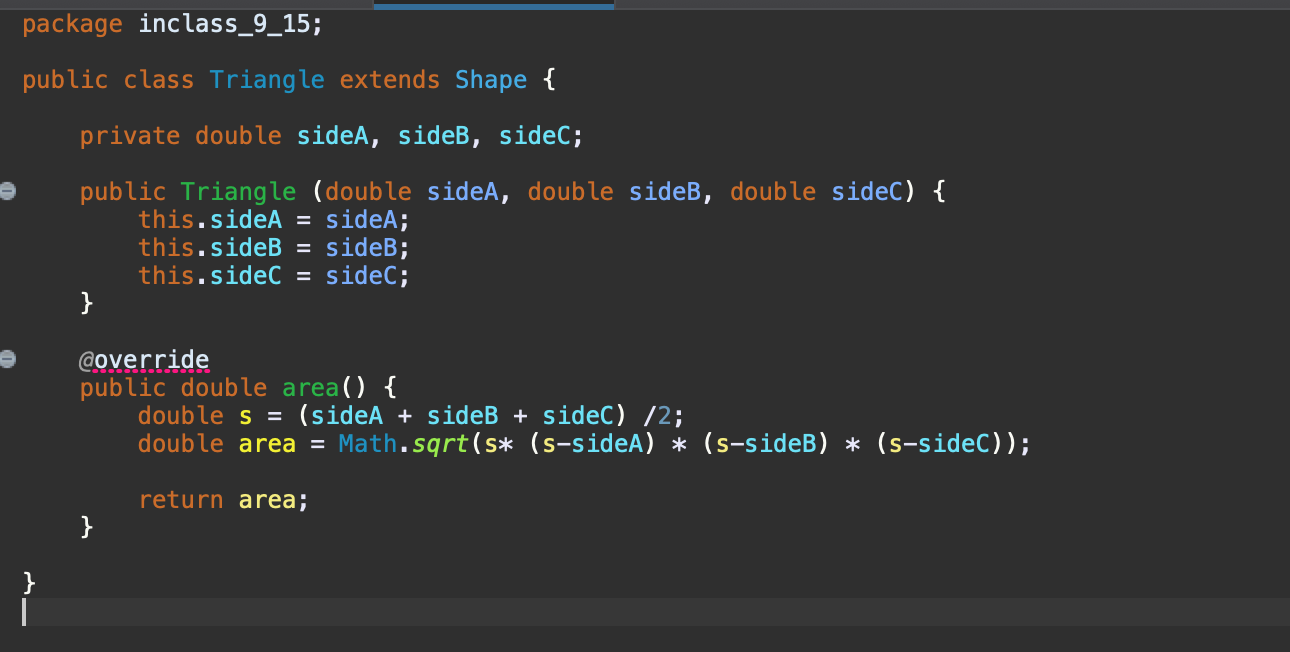 package inclass_9_15;
public class Triangle extends Shape {
private double sideA, sideB, sideC;
public Triangle (double sideA, double sideB, double sideC) {
this.sideA = sideA;
this.sideB = sideB;
this.sideC = sideC;
}
@override
public double area() {
double s = (sideA + sideB + sideC) /2;
double area = Math.sqrt(s* (s-sideA) * (s-sideB) * (s-sideC));
return area;
}
}